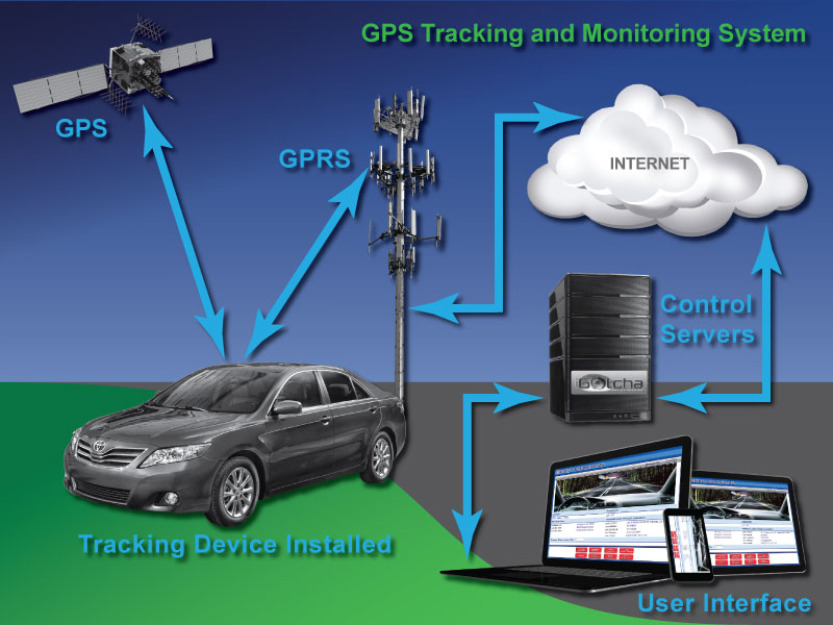 GPS Tracking and Monitoring System
GPS
GPRS
INTERNET
Control
Servers
GOtcha
Tracking Device Installed
User Interface